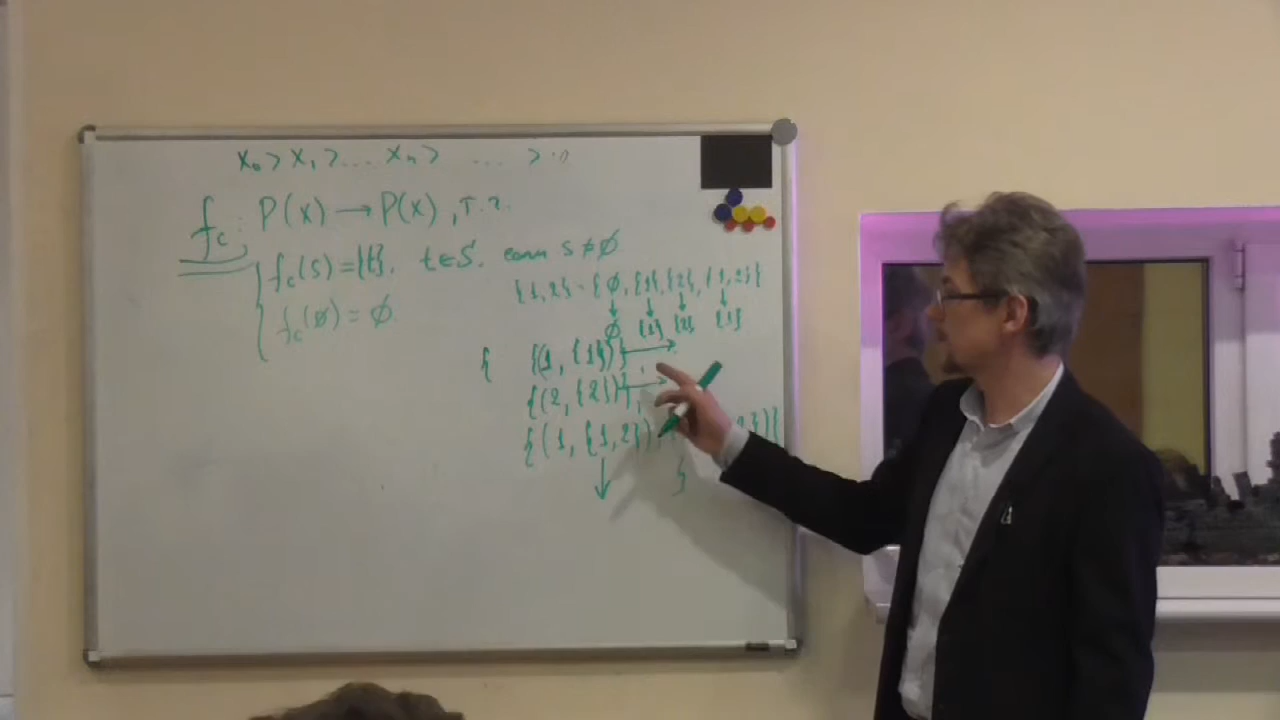 x₀ > x₁ > ... xₙ > ... >
f_c: P(x) → P(x), т.ч.
f_c(S) = {t}, t ∈ S, если S ≠ ∅
f_c(∅) = ∅.
{1,2} - {∅, {1}, {2}, {1,2}}
↓ ↓ ↓ ↓
∅ {1} {2} {1}
{ {(1, {1})} →
{(2, {2})} →,
{(1, {1,2}),
↓ }